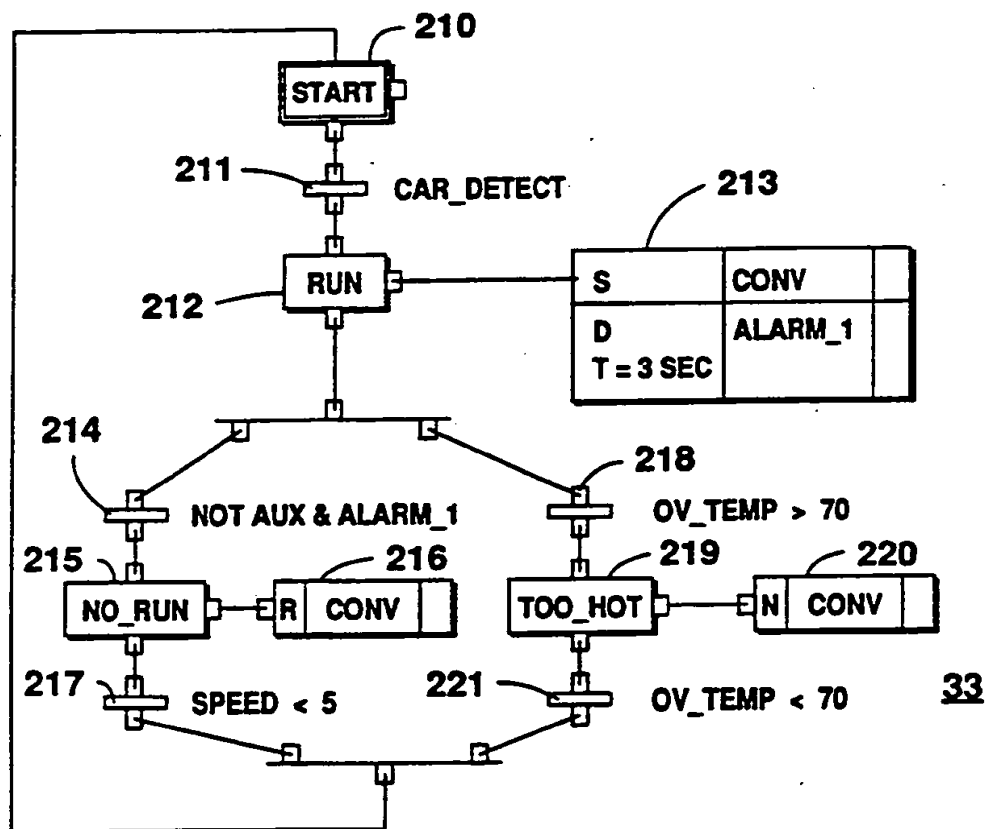 210
START
211
CAR_DETECT
213
RUN
212
S CONV
D ALARM_1
T = 3 SEC
214
218
NOT AUX & ALARM_1
OV_TEMP > 70
215
216
219
220
NO_RUN
R CONV
TOO_HOT
N CONV
217
SPEED < 5
221
OV_TEMP < 70
33